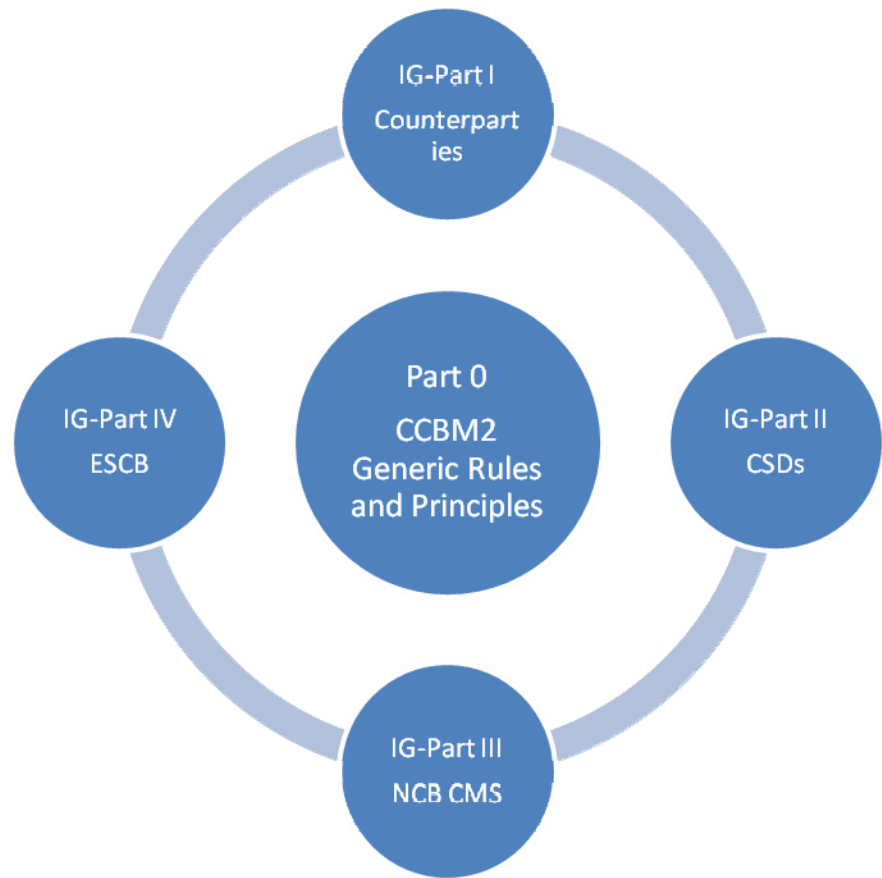 IG-Part I
Counterpart
ies
IG-Part IV
ESCB
Part 0
CCBM2
Generic Rules
and Principles
IG-Part II
CSDs
IG-Part III
NCB CMS